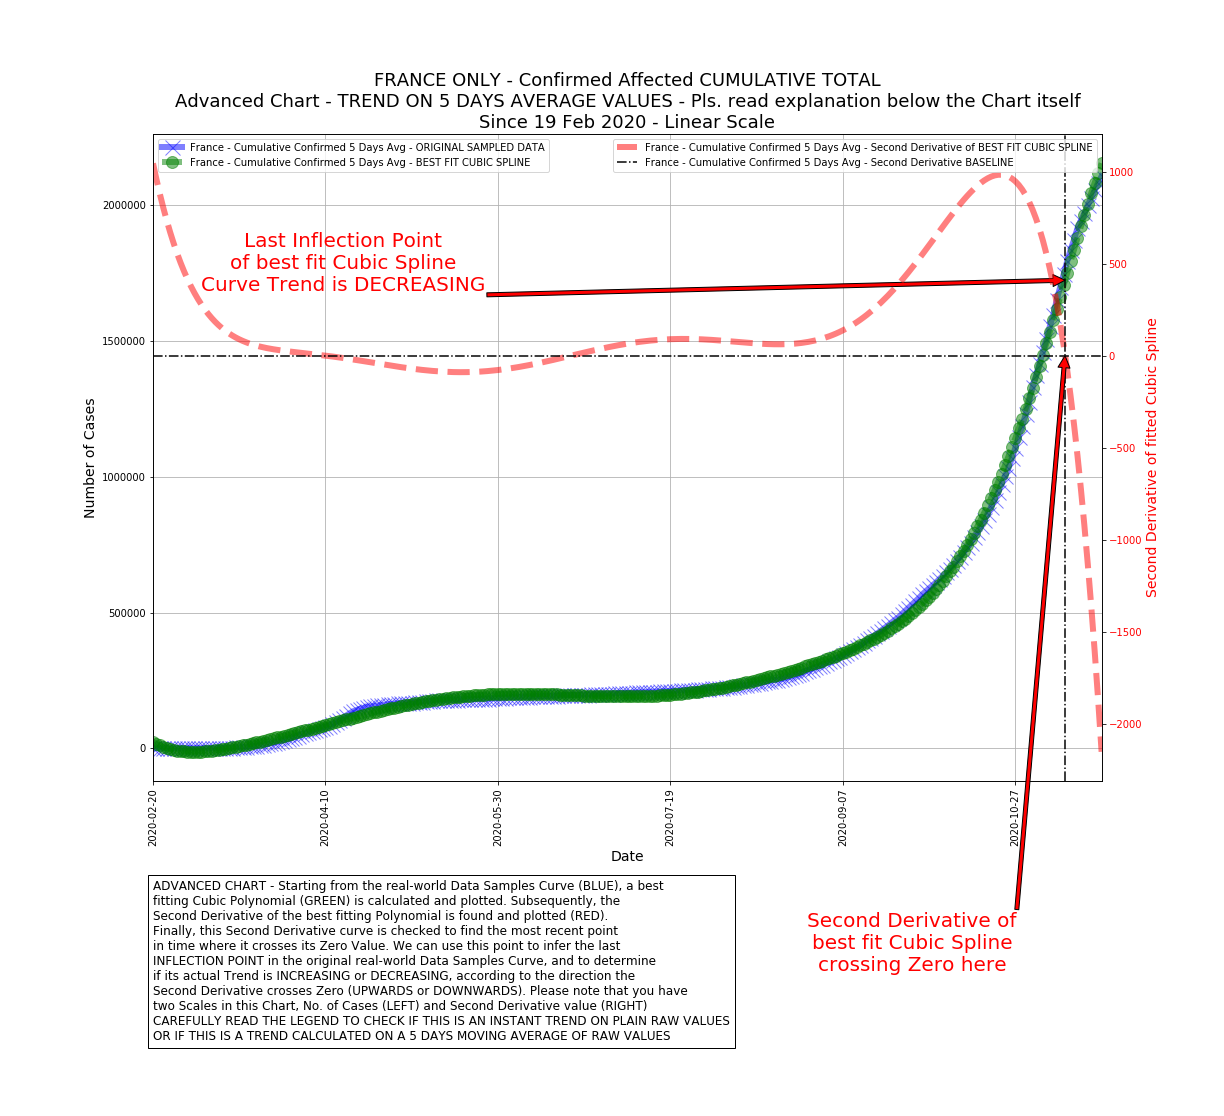 FRANCE ONLY - Confirmed Affected CUMULATIVE TOTAL
Advanced Chart - TREND ON 5 DAYS AVERAGE VALUES - Pls. read explanation below the Chart itself
Since 19 Feb 2020 - Linear Scale
France - Cumulative Confirmed 5 Days Avg - ORIGINAL SAMPLED DATA
France - Cumulative Confirmed 5 Days Avg - BEST FIT CUBIC SPLINE
France - Cumulative Confirmed 5 Days Avg - Second Derivative of BEST FIT CUBIC SPLINE
France - Cumulative Confirmed 5 Days Avg - Second Derivative BASELINE
Last Inflection Point
of best fit Cubic Spline
Curve Trend is DECREASING
Number of Cases
2000000
1500000
1000000
500000
0
1000
500
0
−500
−1000
−1500
−2000
Second Derivative of fitted Cubic Spline
2020-02-20
2020-04-10
2020-05-30
2020-07-19
2020-09-07
2020-10-27
Date
ADVANCED CHART - Starting from the real-world Data Samples Curve (BLUE), a best
fitting Cubic Polynomial (GREEN) is calculated and plotted. Subsequently, the
Second Derivative of the best fitting Polynomial is found and plotted (RED).
Finally, this Second Derivative curve is checked to find the most recent point
in time where it crosses its Zero Value. We can use this point to infer the last
INFLECTION POINT in the original real-world Data Samples Curve, and to determine
if its actual Trend is INCREASING or DECREASING, according to the direction the
Second Derivative crosses Zero (UPWARDS or DOWNWARDS). Please note that you have
two Scales in this Chart, No. of Cases (LEFT) and Second Derivative value (RIGHT)
CAREFULLY READ THE LEGEND TO CHECK IF THIS IS AN INSTANT TREND ON PLAIN RAW VALUES
OR IF THIS IS A TREND CALCULATED ON A 5 DAYS MOVING AVERAGE OF RAW VALUES
Second Derivative of
best fit Cubic Spline
crossing Zero here